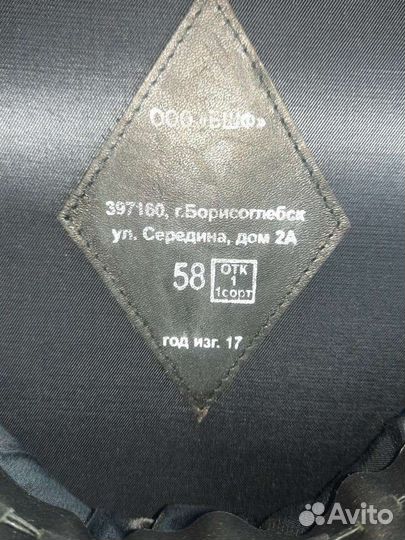 ООО «БШФ»
397160, г.Борисоглебск
ул. Середина, дом 2А
58
ОТК
1
1сорт
год изг. 17
Avito